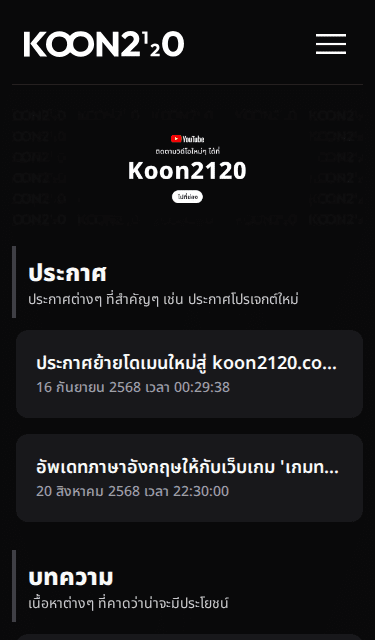 KOON2120
YouTube
ติดตามวิดีโอใหม่ๆ ได้ที่
Koon2120
ไปที่ช่อง
ประกาศ
ประกาศต่างๆ ที่สำคัญๆ เช่น ประกาศโปรเจกต์ใหม่
ประกาศย้ายโดเมนใหม่สู่ koon2120.co...
16 กันยายน 2568 เวลา 00:29:38
อัพเดทภาษาอังกฤษให้กับเว็บเกม 'เกมท...
20 สิงหาคม 2568 เวลา 22:30:00
บทความ
เนื้อหาต่างๆ ที่คาดว่าน่าจะมีประโยชน์